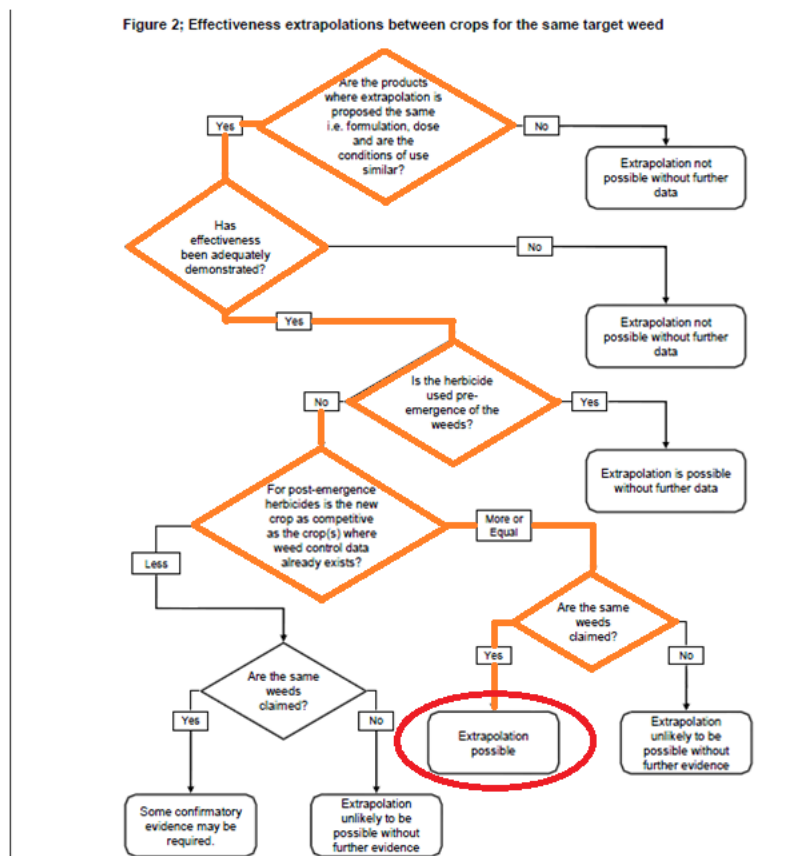 Figure 2; Effectiveness extrapolations between crops for the same target weed
Are the products
where extrapolation is
proposed the same
i.e. formulation, dose
and are the
conditions of use
similar?
Yes
No
Extrapolation not
possible without further
data
Has
effectiveness
been adequately
demonstrated?
No
Extrapolation not
possible without further
data
Yes
Is the herbicide
used pre-
emergence of the
weeds?
No
Yes
Extrapolation is possible
without further data
For post-emergence
herbicides is the new
crop as competitive
as the crop(s) where
weed control data
already exists?
More or
Equal
Less
Are the same
weeds
claimed?
Yes
No
Are the same
weeds
claimed?
Yes
No
Extrapolation
possible
Extrapolation
unlikely to be
possible without
further evidence
Some confirmatory
evidence may be
required.
Extrapolation
unlikely to be
possible without
further evidence